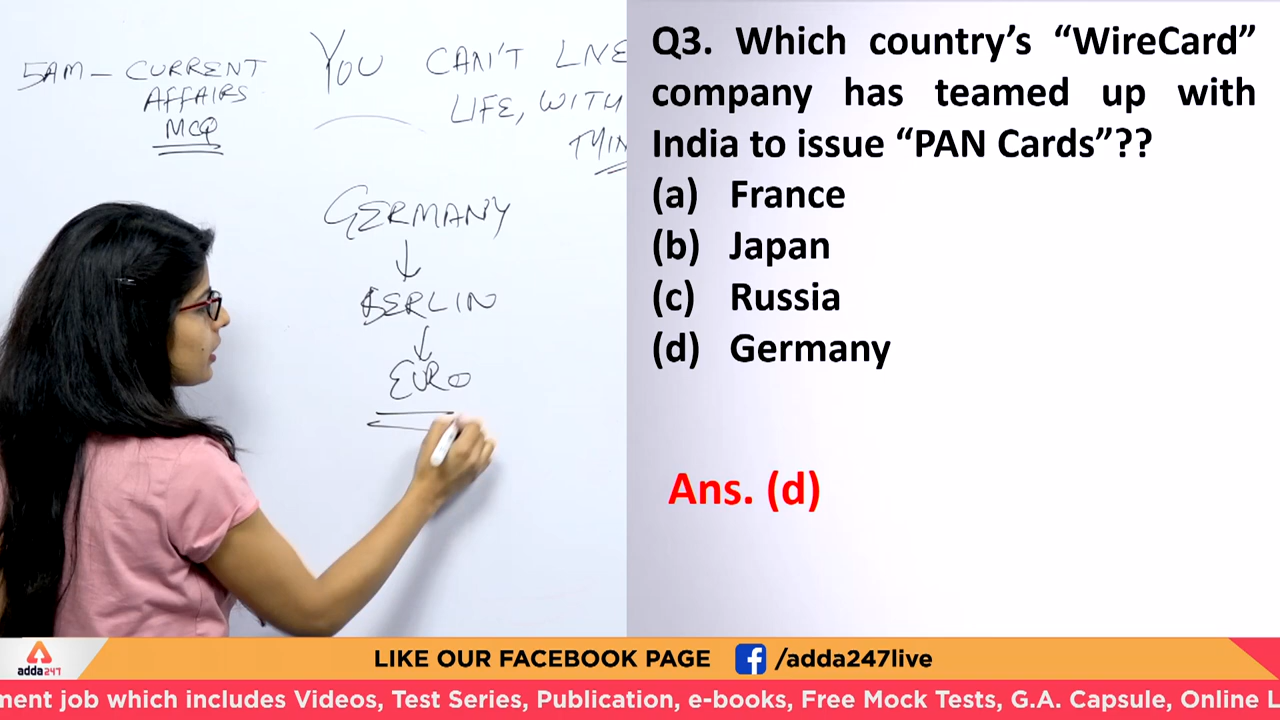 5AM - CURRENT
AFFAIRS
MCQ
YOU CAN'T
LIFE,
GERMANY
BERLIN
EURO
Q3. Which country's “WireCard”
company has teamed up with
India to issue “PAN Cards”??
(a) France
(b) Japan
(c) Russia
(d) Germany
Ans. (d)
adda247
LIKE OUR FACEBOOK PAGE f /adda247live
ment job which includes Videos, Test Series, Publication, e-books, Free Mock Tests, G.A. Capsule, Online L